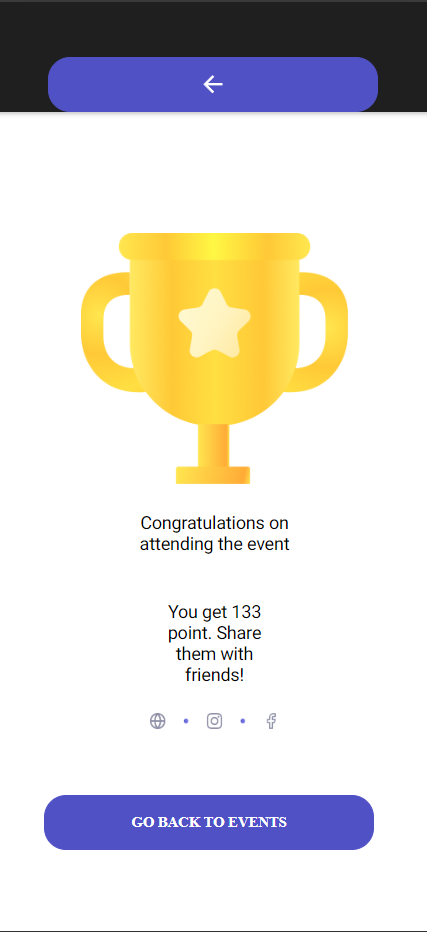 Congratulations on
attending the event
You get 133
point. Share
them with
friends!
GO BACK TO EVENTS